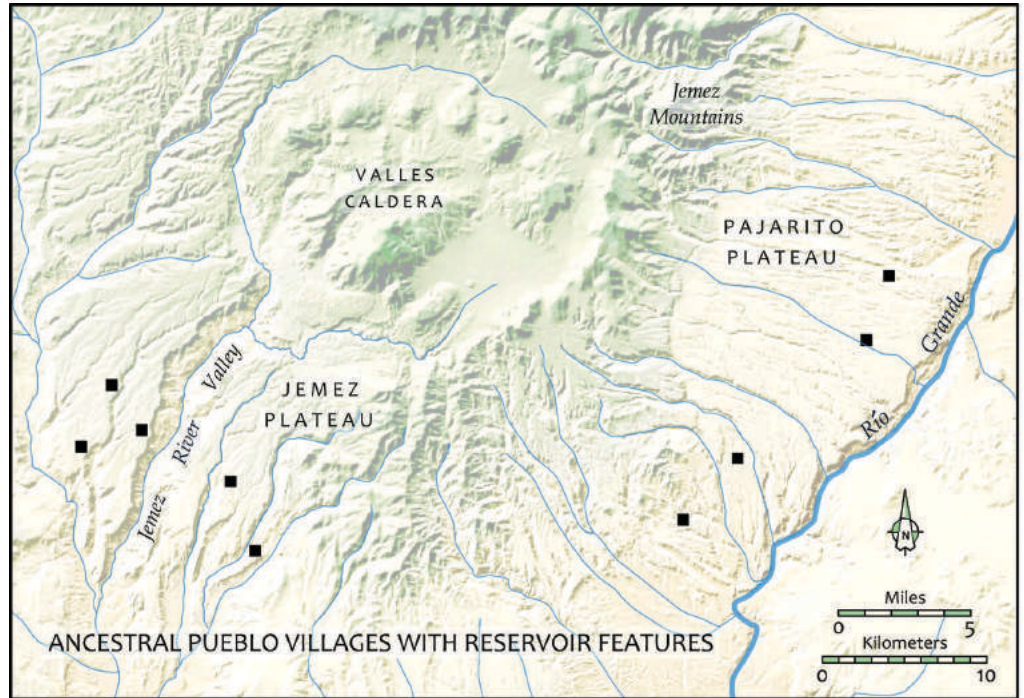 Jemez
Mountains
VALLES
CALDERA
PAJARITO
PLATEAU
Grande
Río
Valley
River
Jemez
JEMEZ
PLATEAU
N
Miles
0 5
Kilometers
0 10
ANCESTRAL PUEBLO VILLAGES WITH RESERVOIR FEATURES